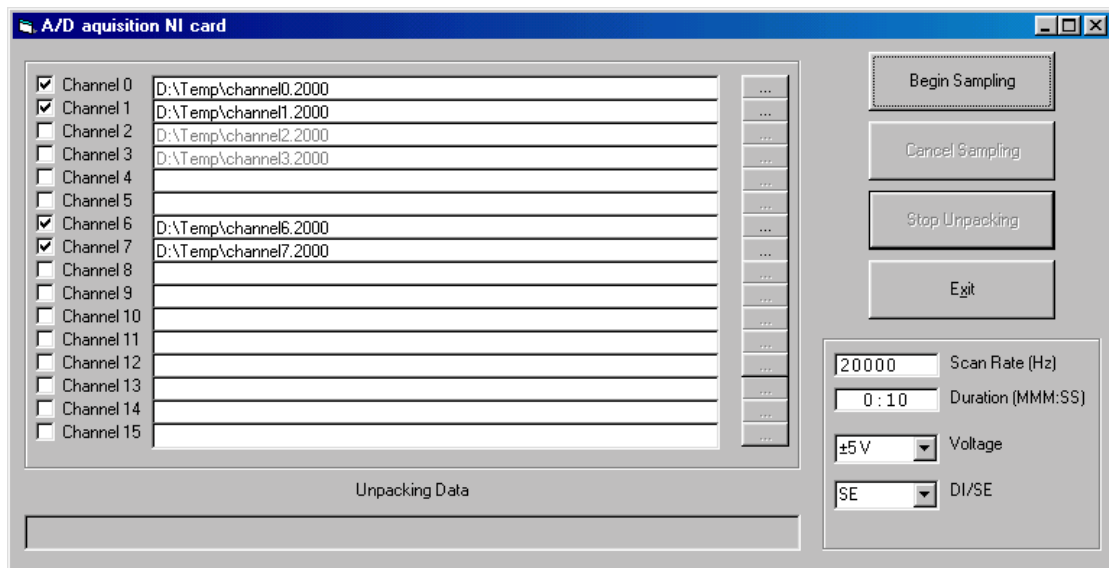 A/D aquisition NI card
Channel 0 D:\Temp\channel0.2000 ...
Channel 1 D:\Temp\channel1.2000 ...
Channel 2 D:\Temp\channel2.2000 ...
Channel 3 D:\Temp\channel3.2000 ...
Channel 4 ...
Channel 5 ...
Channel 6 D:\Temp\channel6.2000 ...
Channel 7 D:\Temp\channel7.2000 ...
Channel 8 ...
Channel 9 ...
Channel 10 ...
Channel 11 ...
Channel 12 ...
Channel 13 ...
Channel 14 ...
Channel 15 ...
Unpacking Data
Begin Sampling
Cancel Sampling
Stop Unpacking
Exit
20000 Scan Rate (Hz)
0:10 Duration (MMM:SS)
±5V Voltage
SE DI/SE